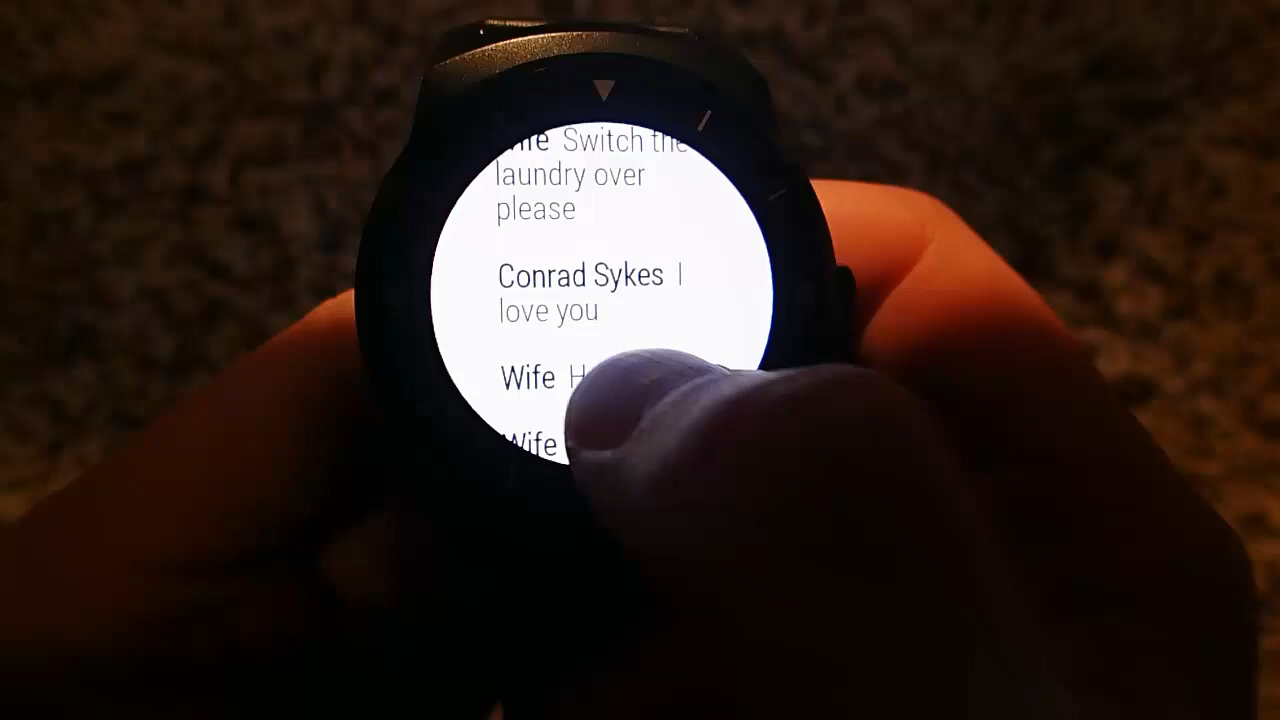 Switch the
laundry over
please
Conrad Sykes I
love you
Wife
Wife